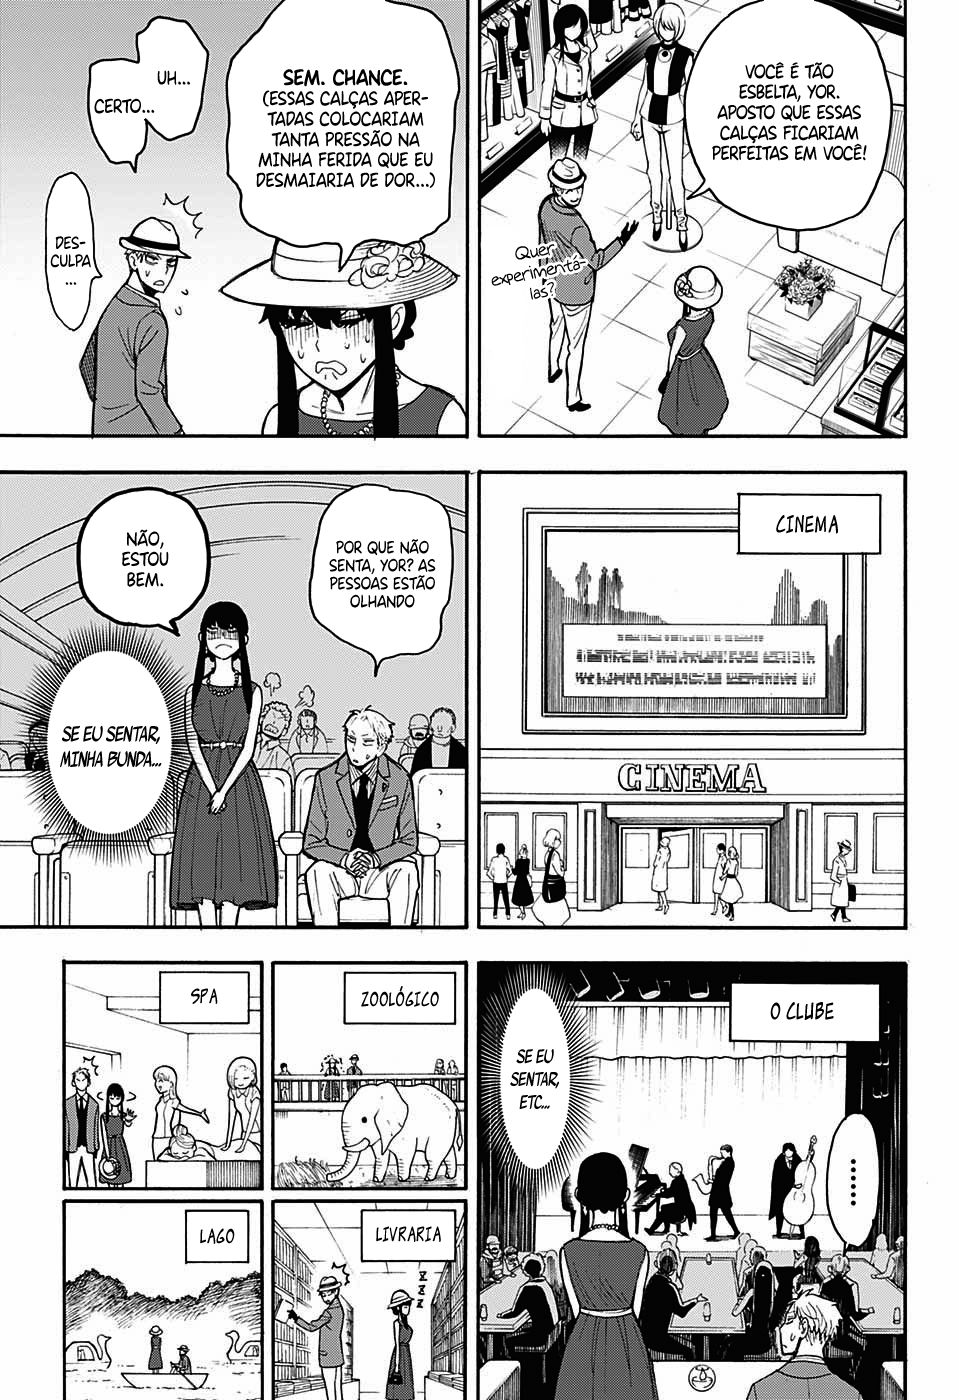 VOCÊ É TÃO
ESBELTA, YOR.
APOSTO QUE ESSAS
CALÇAS FICARIAM
PERFEITAS EM VOCÊ!
Quer
experimentá-
las?
SEM. CHANCE.
(ESSAS CALÇAS APER-
TADAS COLOCARIAM
TANTA PRESSÃO NA
MINHA FERIDA QUE EU
DESMAIARIA DE DOR...)
UH...
CERTO...
DES-
CULPA
...
CINEMA
CINEMA
POR QUE NÃO
SENTA, YOR? AS
PESSOAS ESTÃO
OLHANDO
NÃO,
ESTOU
BEM.
SE EU SENTAR,
MINHA BUNDA...
O CLUBE
SE EU
SENTAR,
ETC...
......
ZOOLÓGICO
SPA
LIVRARIA
Z
Z
Z
LAGO